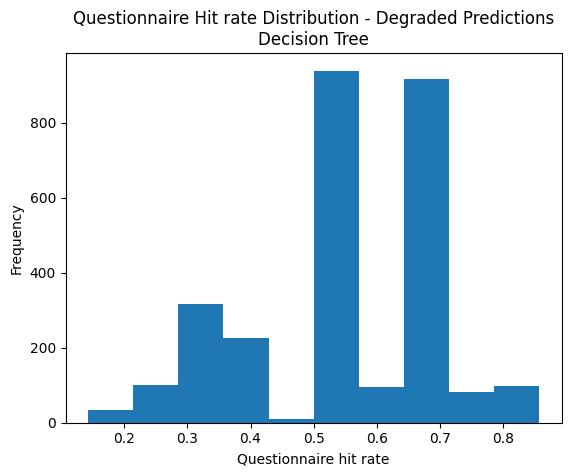 Questionnaire Hit rate Distribution - Degraded Predictions
Decision Tree
Frequency
800
600
400
200
0
0.2 0.3 0.4 0.5 0.6 0.7 0.8
Questionnaire hit rate